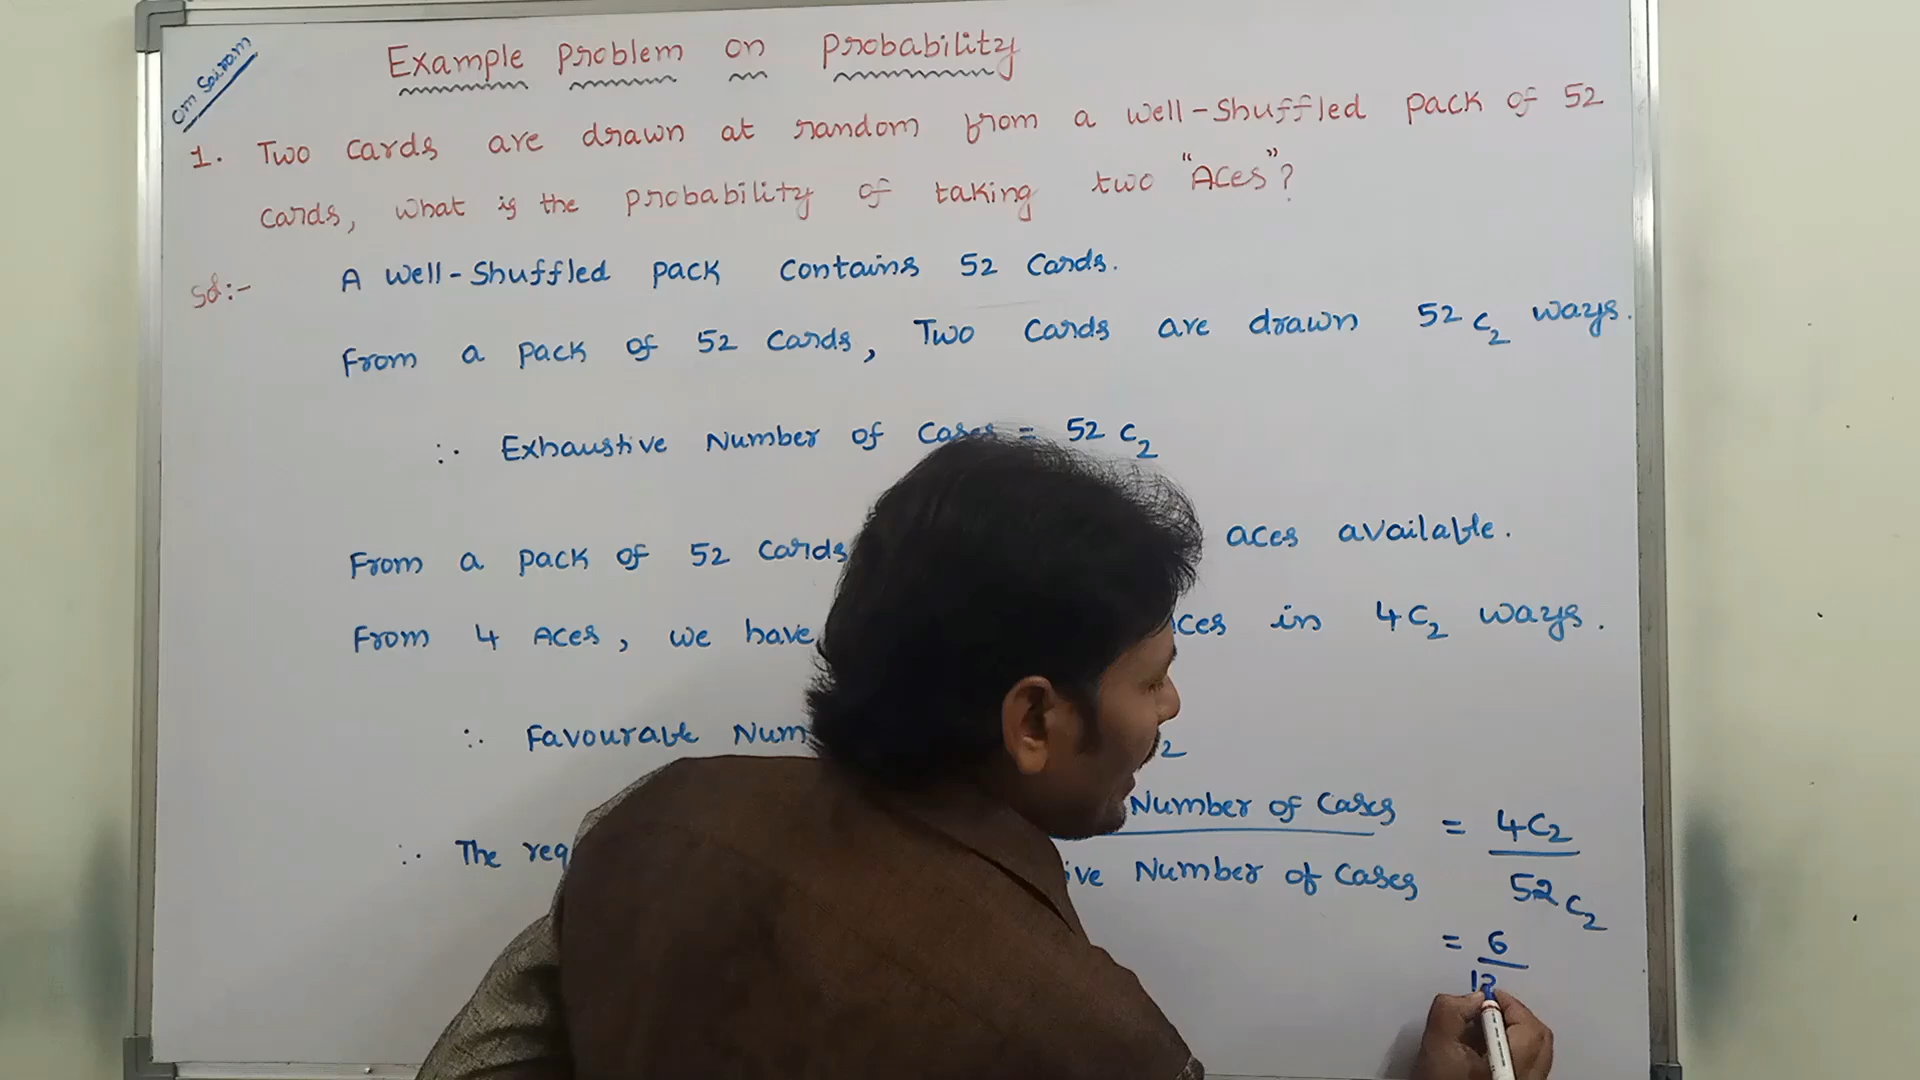 Om Sairam
Example problem on probability
1. Two cards are drawn at random from a well-shuffled pack of 52
cards, what is the probability of taking two "Aces"?
Sol:- A well-shuffled pack contains 52 cards.
From a pack of 52 cards, Two cards are drawn 52C2 ways.
∴ Exhaustive Number of Cases = 52C2
From a pack of 52 cards aces available.
From 4 Aces, we have in 4C2 ways.
∴ Favourable 2
∴ The Number of Cases = 4C2
Number of Cases 52C2
= 6